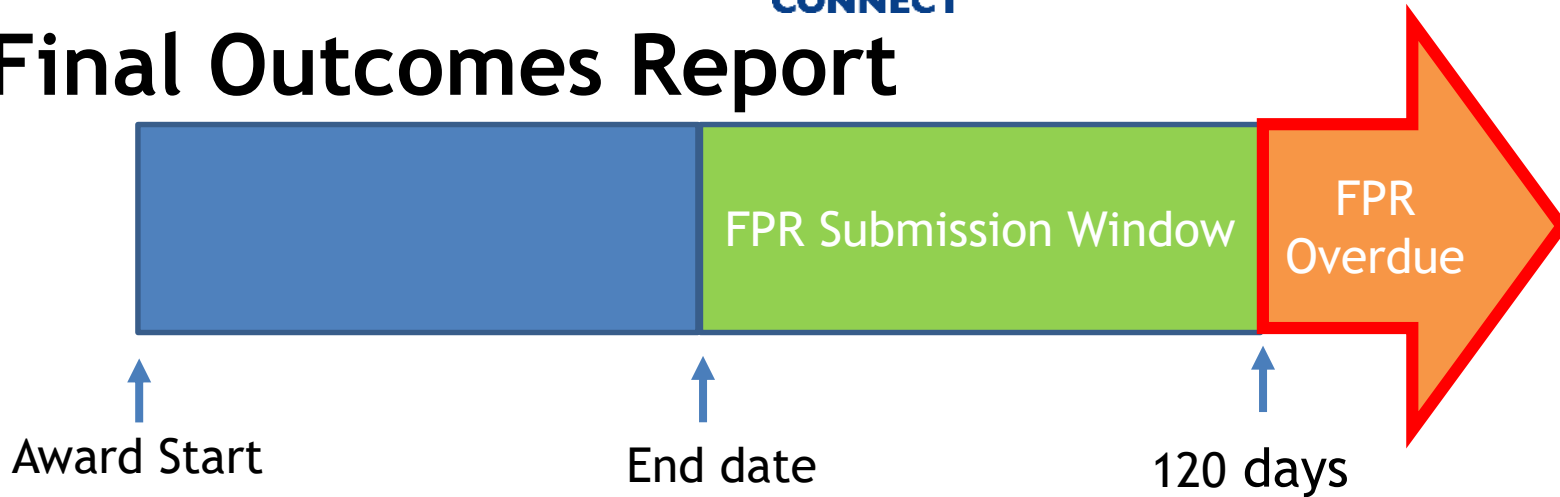 CONNECT
Final Outcomes Report
FPR Submission Window
FPR
Overdue
Award Start
End date
120 days